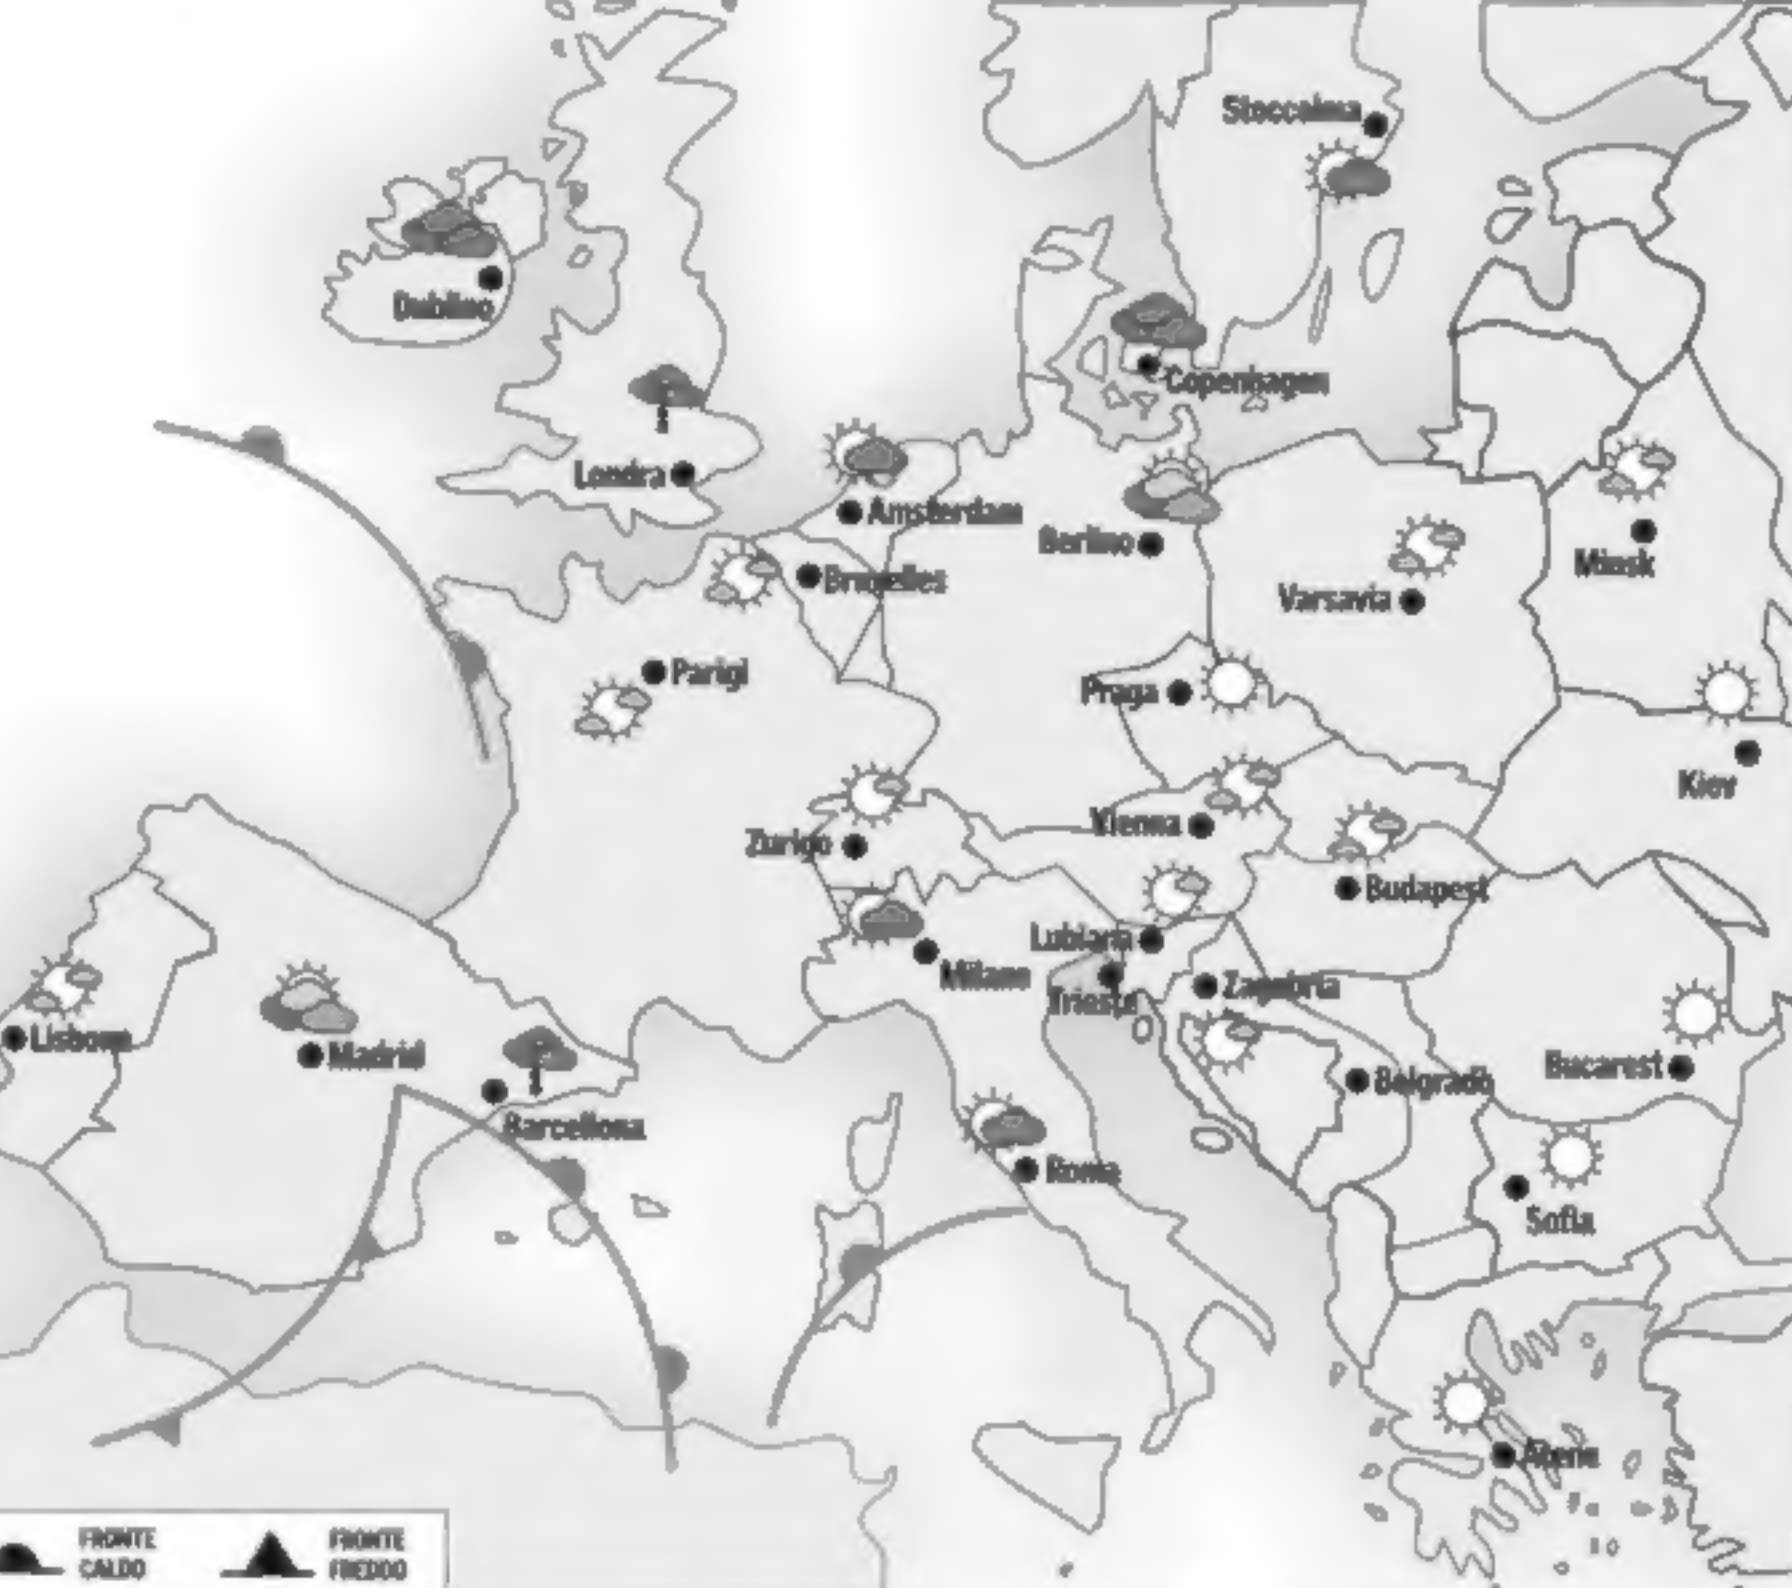 Stoccolma
Dublino
Copenhagen
Londra
Amsterdam
Berlino
Bruxelles
Minsk
Varsavia
Parigi
Praga
Kiev
Vienna
Zurigo
Budapest
Lubiana
Milano
Zagabria
Trieste
Lisbona
Madrid
Bucarest
Belgrado
Barcellona
Roma
Sofia
Atene
FRONTE
CALDO
FRONTE
FREDDO